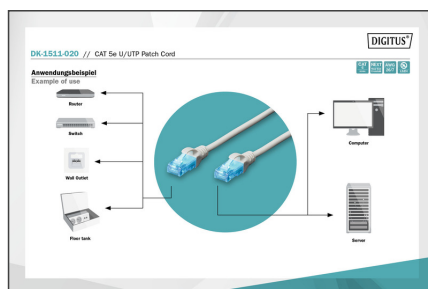 DIGITUS®
DK-1511-020 // CAT 5e U/UTP Patch Cord
Anwendungsbeispiel
Example of use
Router
Switch
Wall Outlet
Floor tank
Computer
Server